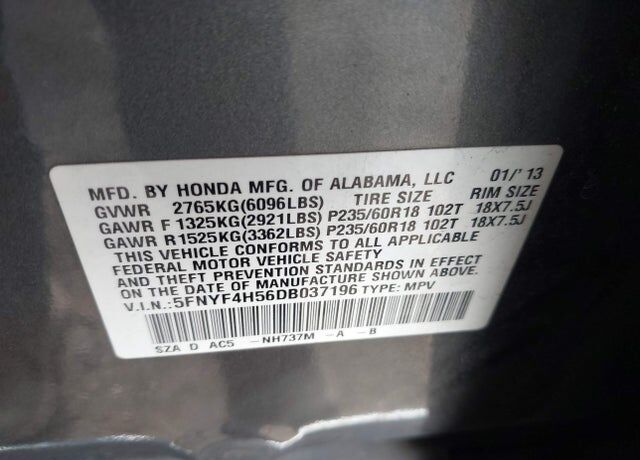 MFD. BY HONDA MFG. OF ALABAMA, LLC 01/'13
GVWR 2765KG(6096LBS) TIRE SIZE RIM SIZE
GAWR F 1325KG(2921LBS) P235/60R18 102T 18X7.5J
GAWR R1525KG(3362LBS) P235/60R18 102T 18X7.5J
THIS VEHICLE CONFORMS TO ALL APPLICABLE
FEDERAL MOTOR VEHICLE SAFETY
AND THEFT PREVENTION STANDARDS IN EFFECT
ON THE DATE OF MANUFACTURE SHOWN ABOVE.
V.I.N.:5FNYF4H56DB037196 TYPE: MPV
SZA D AC5 -NH737M -A -B